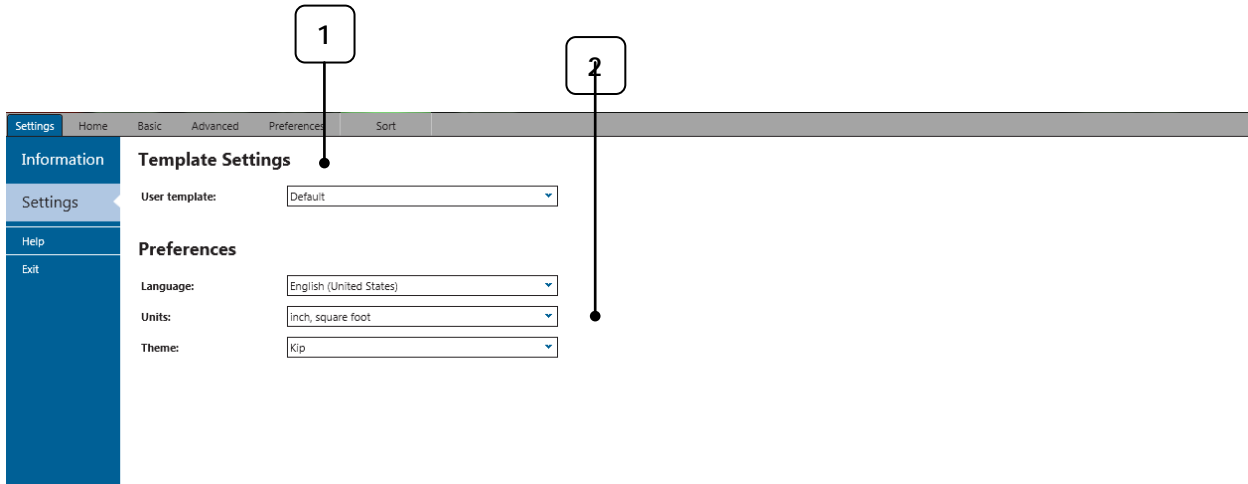 1
2
Settings Home Basic Advanced Preferences Sort
Information
Template Settings
Settings
User template: Default
Help
Preferences
Exit
Language: English (United States)
Units: inch, square foot
Theme: Kip